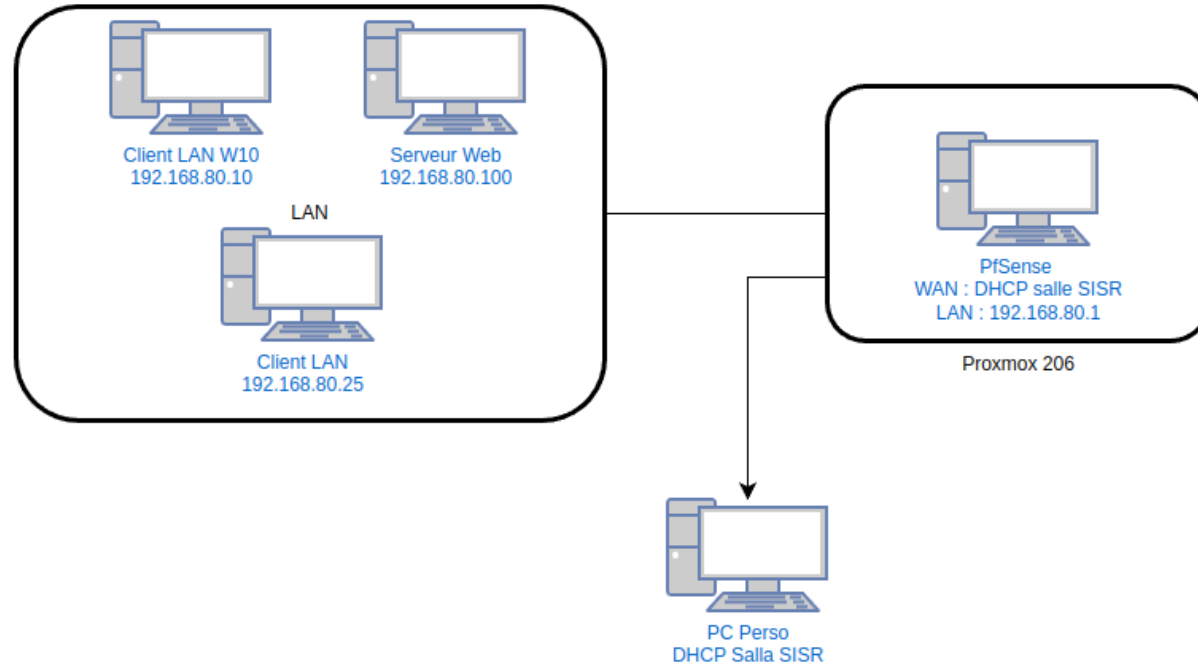 Client LAN W10
192.168.80.10
Serveur Web
192.168.80.100
LAN
Client LAN
192.168.80.25
PfSense
WAN : DHCP salle SISR
LAN : 192.168.80.1
Proxmox 206
PC Perso
DHCP Salla SISR